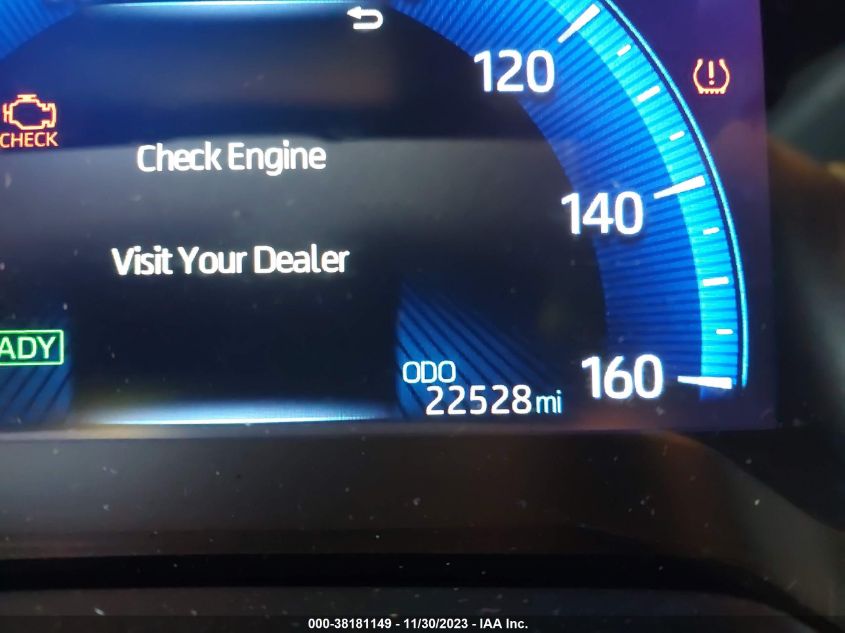 120
CHECK
Check Engine
140
Visit Your Dealer
ADY
ODO
22528 mi
160
000-38181149 - 11/30/2023 - IAA Inc.